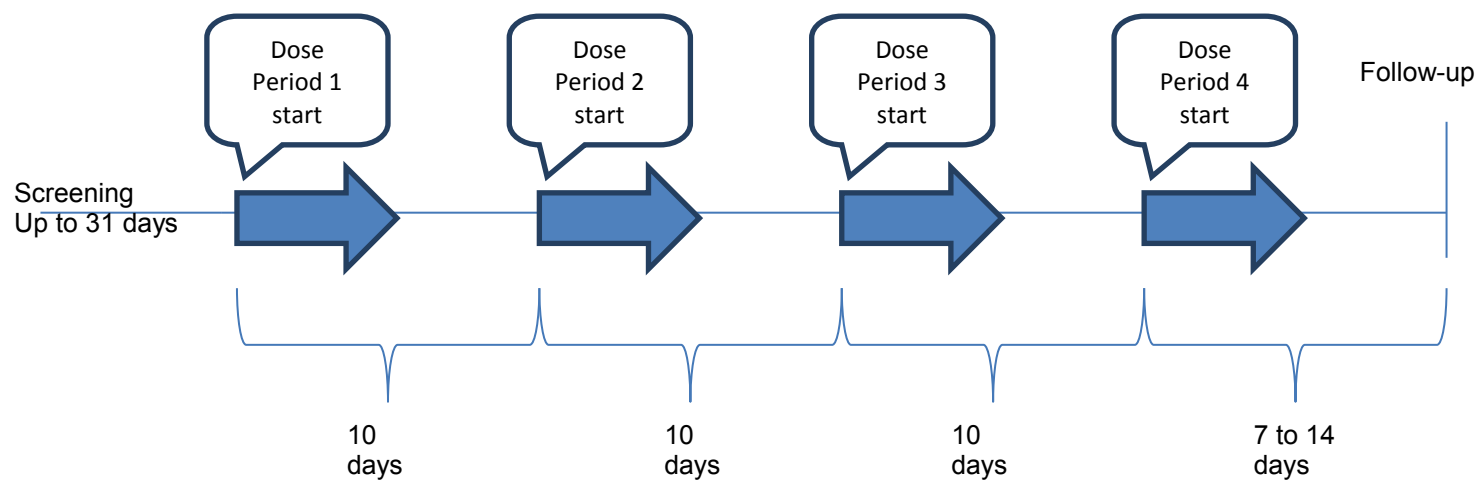 Dose
Period 1
start
Dose
Period 2
start
Dose
Period 3
start
Dose
Period 4
start
Follow-up
Screening
Up to 31 days
10
days
10
days
10
days
7 to 14
days